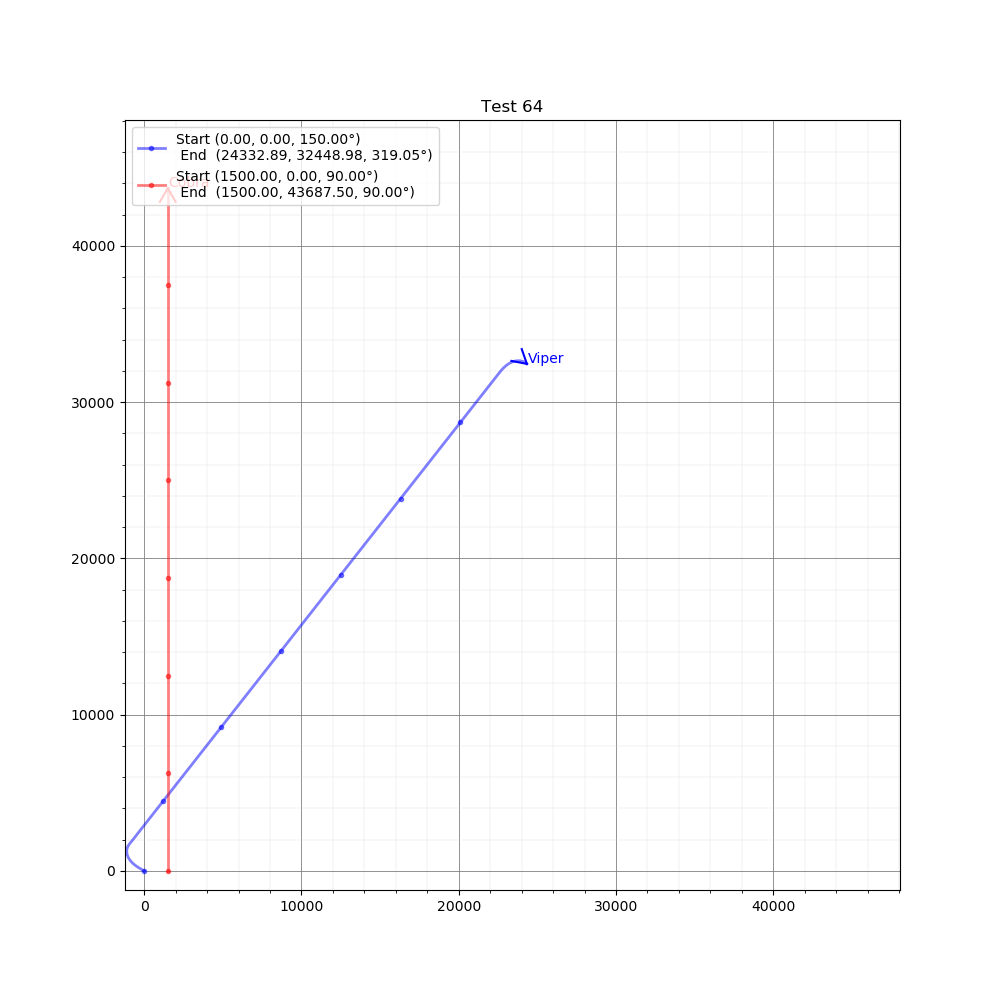 Test 64
Start (0.00, 0.00, 150.00°)
End (24332.89, 32448.98, 319.05°)
Start (1500.00, 0.00, 90.00°)
End (1500.00, 43687.50, 90.00°)
40000
30000
20000
10000
0
Viper
0
10000
20000
30000
40000